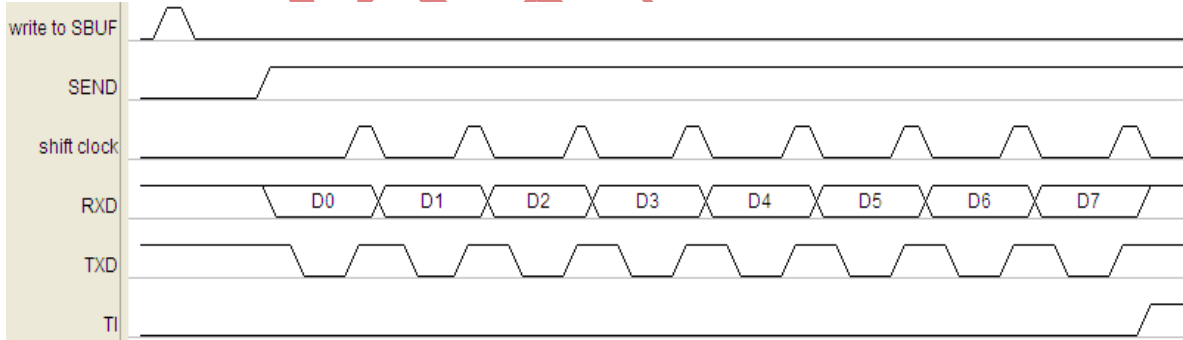 write to SBUF
SEND
shift clock
RXD D0 D1 D2 D3 D4 D5 D6 D7
TXD
TI